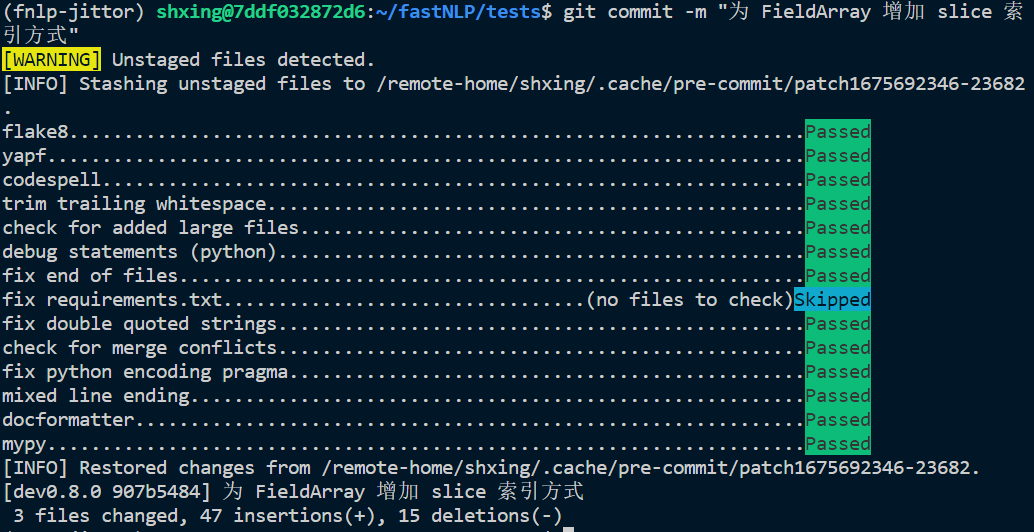 (fnlp-jittor) shxing@7ddf032872d6:~/fastNLP/tests$ git commit -m "为 FieldArray 增加 slice 索
引方式"
[WARNING] Unstaged files detected.
[INFO] Stashing unstaged files to /remote-home/shxing/.cache/pre-commit/patch1675692346-23682
.
flake8...................................................................Passed
yapf.....................................................................Passed
codespell................................................................Passed
trim trailing whitespace.................................................Passed
check for added large files..............................................Passed
debug statements (python)................................................Passed
fix end of files.........................................................Passed
fix requirements.txt.................................(no files to check)Skipped
fix double quoted strings................................................Passed
check for merge conflicts................................................Passed
fix python encoding pragma...............................................Passed
mixed line ending........................................................Passed
docformatter.............................................................Passed
mypy.....................................................................Passed
[INFO] Restored changes from /remote-home/shxing/.cache/pre-commit/patch1675692346-23682.
[dev0.8.0 907b5484] 为 FieldArray 增加 slice 索引方式
 3 files changed, 47 insertions(+), 15 deletions(-)